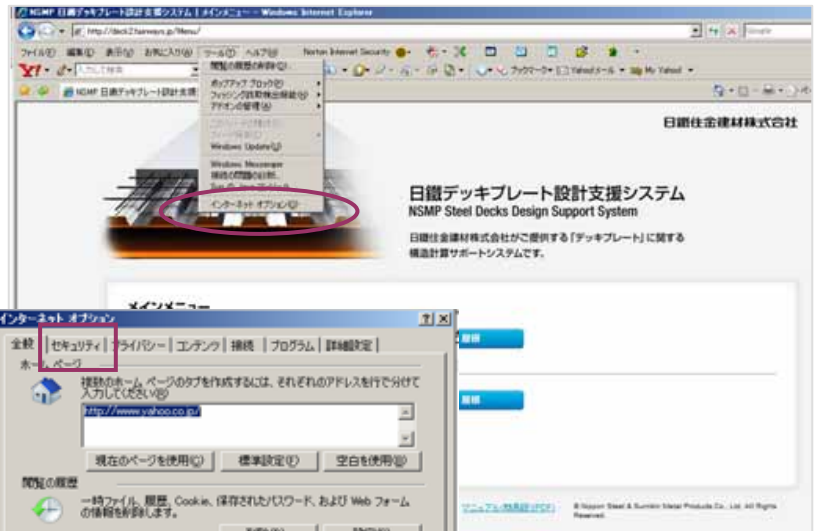 NSMP 日鐵デッキプレート設計支援システム | メインメニュー - Windows Internet Explorer
ファイル(F) 編集(E) 表示(V) お気に入り(A) ツール(T) ヘルプ(H) Norton Internet Security
閲覧の履歴の削除(D)...
ポップアップ ブロック(P)
フィッシング詐欺検出機能(H)
アドオンの管理(A)
Windows Update(U)
Windows Messenger
接続の問題の診断...
インターネット オプション(O)
日鐵住金建材株式会社
日鐵デッキプレート設計支援システム
NSMP Steel Decks Design Support System
日鐵住金建材株式会社がご提供する「デッキプレート」に関する
構造計算サポートシステムです。
メインメニュー
インターネット オプション
全般 セキュリティ プライバシー コンテンツ 接続 プログラム 詳細設定
ホーム ページ
複数のホーム ページのタブを作成するには、それぞれのアドレスを行で分けて
入力してください(R)
http://www.yahoo.co.jp/
現在のページを使用(C) 標準設定(F) 空白を使用(B)
閲覧の履歴
一時ファイル、履歴、Cookie、保存されたパスワード、および Web フォーム
の情報を削除します。